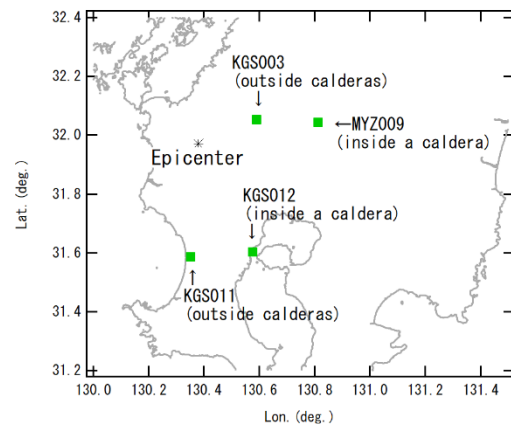 32.4
32.2
32.0
31.8
31.6
31.4
31.2
Lat.(deg.)
KGS003
(outside calderas)
↓
←MYZ009
(inside a caldera)
*
Epicenter
KGS012
(inside a caldera)
↓
↑
KGS011
(outside calderas)
130.0 130.2 130.4 130.6 130.8 131.0 131.2 131.4
Lon.(deg.)